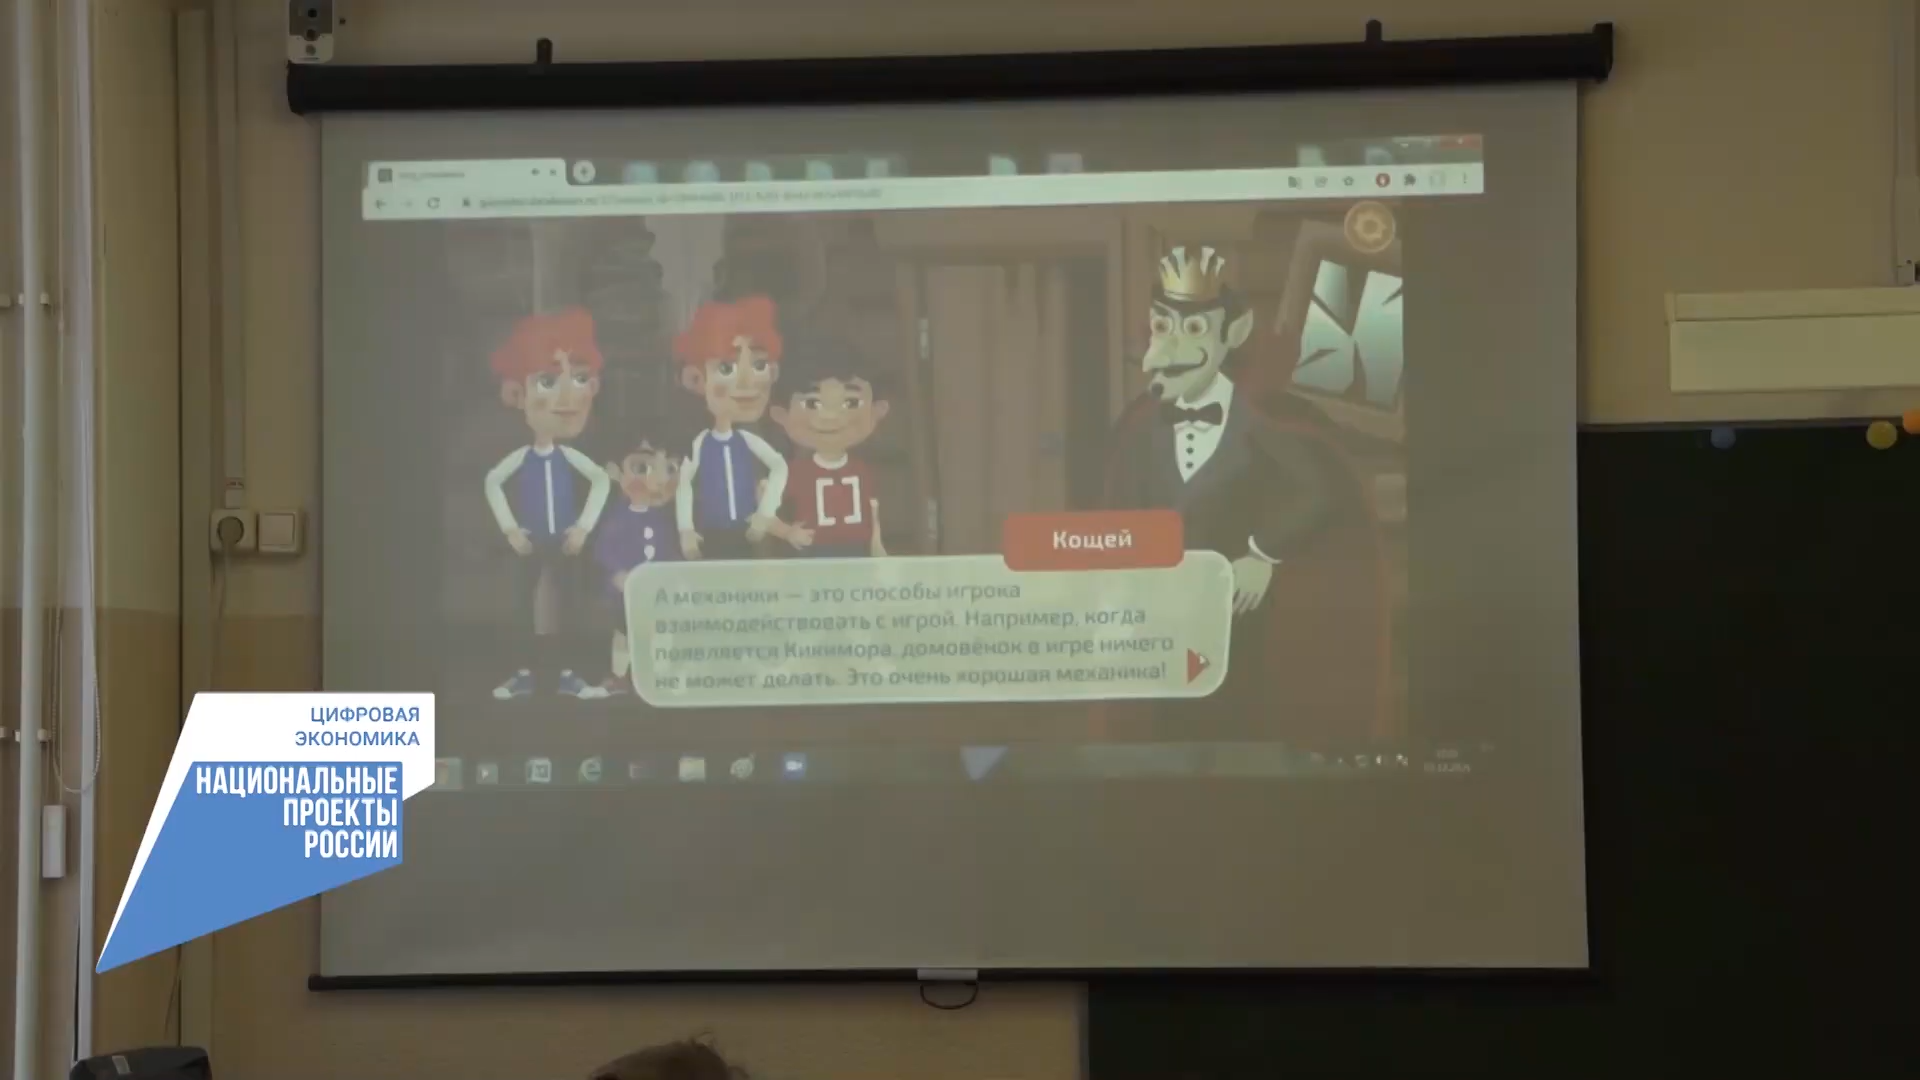 Кощей
А механики — это способы игрока
взаимодействовать с игрой. Например, когда
появляется Кикимора, домовёнок в игре ничего
не может делать. Это очень хорошая механика!
ЦИФРОВАЯ
ЭКОНОМИКА
НАЦИОНАЛЬНЫЕ
ПРОЕКТЫ
РОССИИ